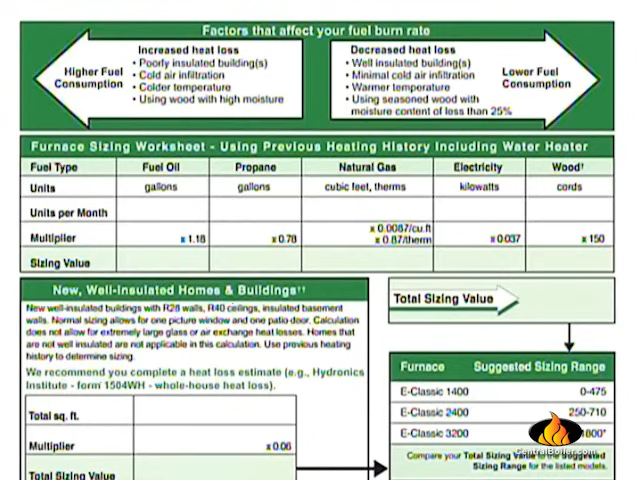 Factors that affect your fuel burn rate
Higher Fuel Consumption
Increased heat loss
• Poorly insulated building(s)
• Cold air infiltration
• Colder temperature
• Using wood with high moisture
Decreased heat loss
• Well insulated building(s)
• Minimal cold air infiltration
• Warmer temperature
• Using seasoned wood with
moisture content of less than 25%
Lower Fuel Consumption
Furnace Sizing Worksheet - Using Previous Heating History Including Water Heater
Fuel Type Fuel Oil Propane Natural Gas Electricity Wood†
Units gallons gallons cubic feet, therms kilowatts cords
Units per Month
Multiplier x 1.18 x 0.78 x 0.0087/cu.ft x 0.87/therm x 0.037 x 150
Sizing Value
New, Well-Insulated Homes & Buildings††
New well-insulated buildings with R28 walls, R40 ceilings, insulated basement
walls. Normal sizing allows for one picture window and one patio door. Calculation
does not allow for extremely large glass or air exchange heat losses. Homes that
are not well insulated are not applicable in this calculation. Use previous heating
history to determine sizing.
We recommend you complete a heat loss estimate (e.g., Hydronics
Institute - form 1504WH - whole-house heat loss).
Total sq. ft.
Multiplier x 0.06
Total Sizing Value
Total Sizing Value
Furnace Suggested Sizing Range
E-Classic 1400 0-475
E-Classic 2400 250-710
E-Classic 3200
CentralBoiler.com
Compare your Total Sizing Value to the Suggested
Sizing Range for the listed models.